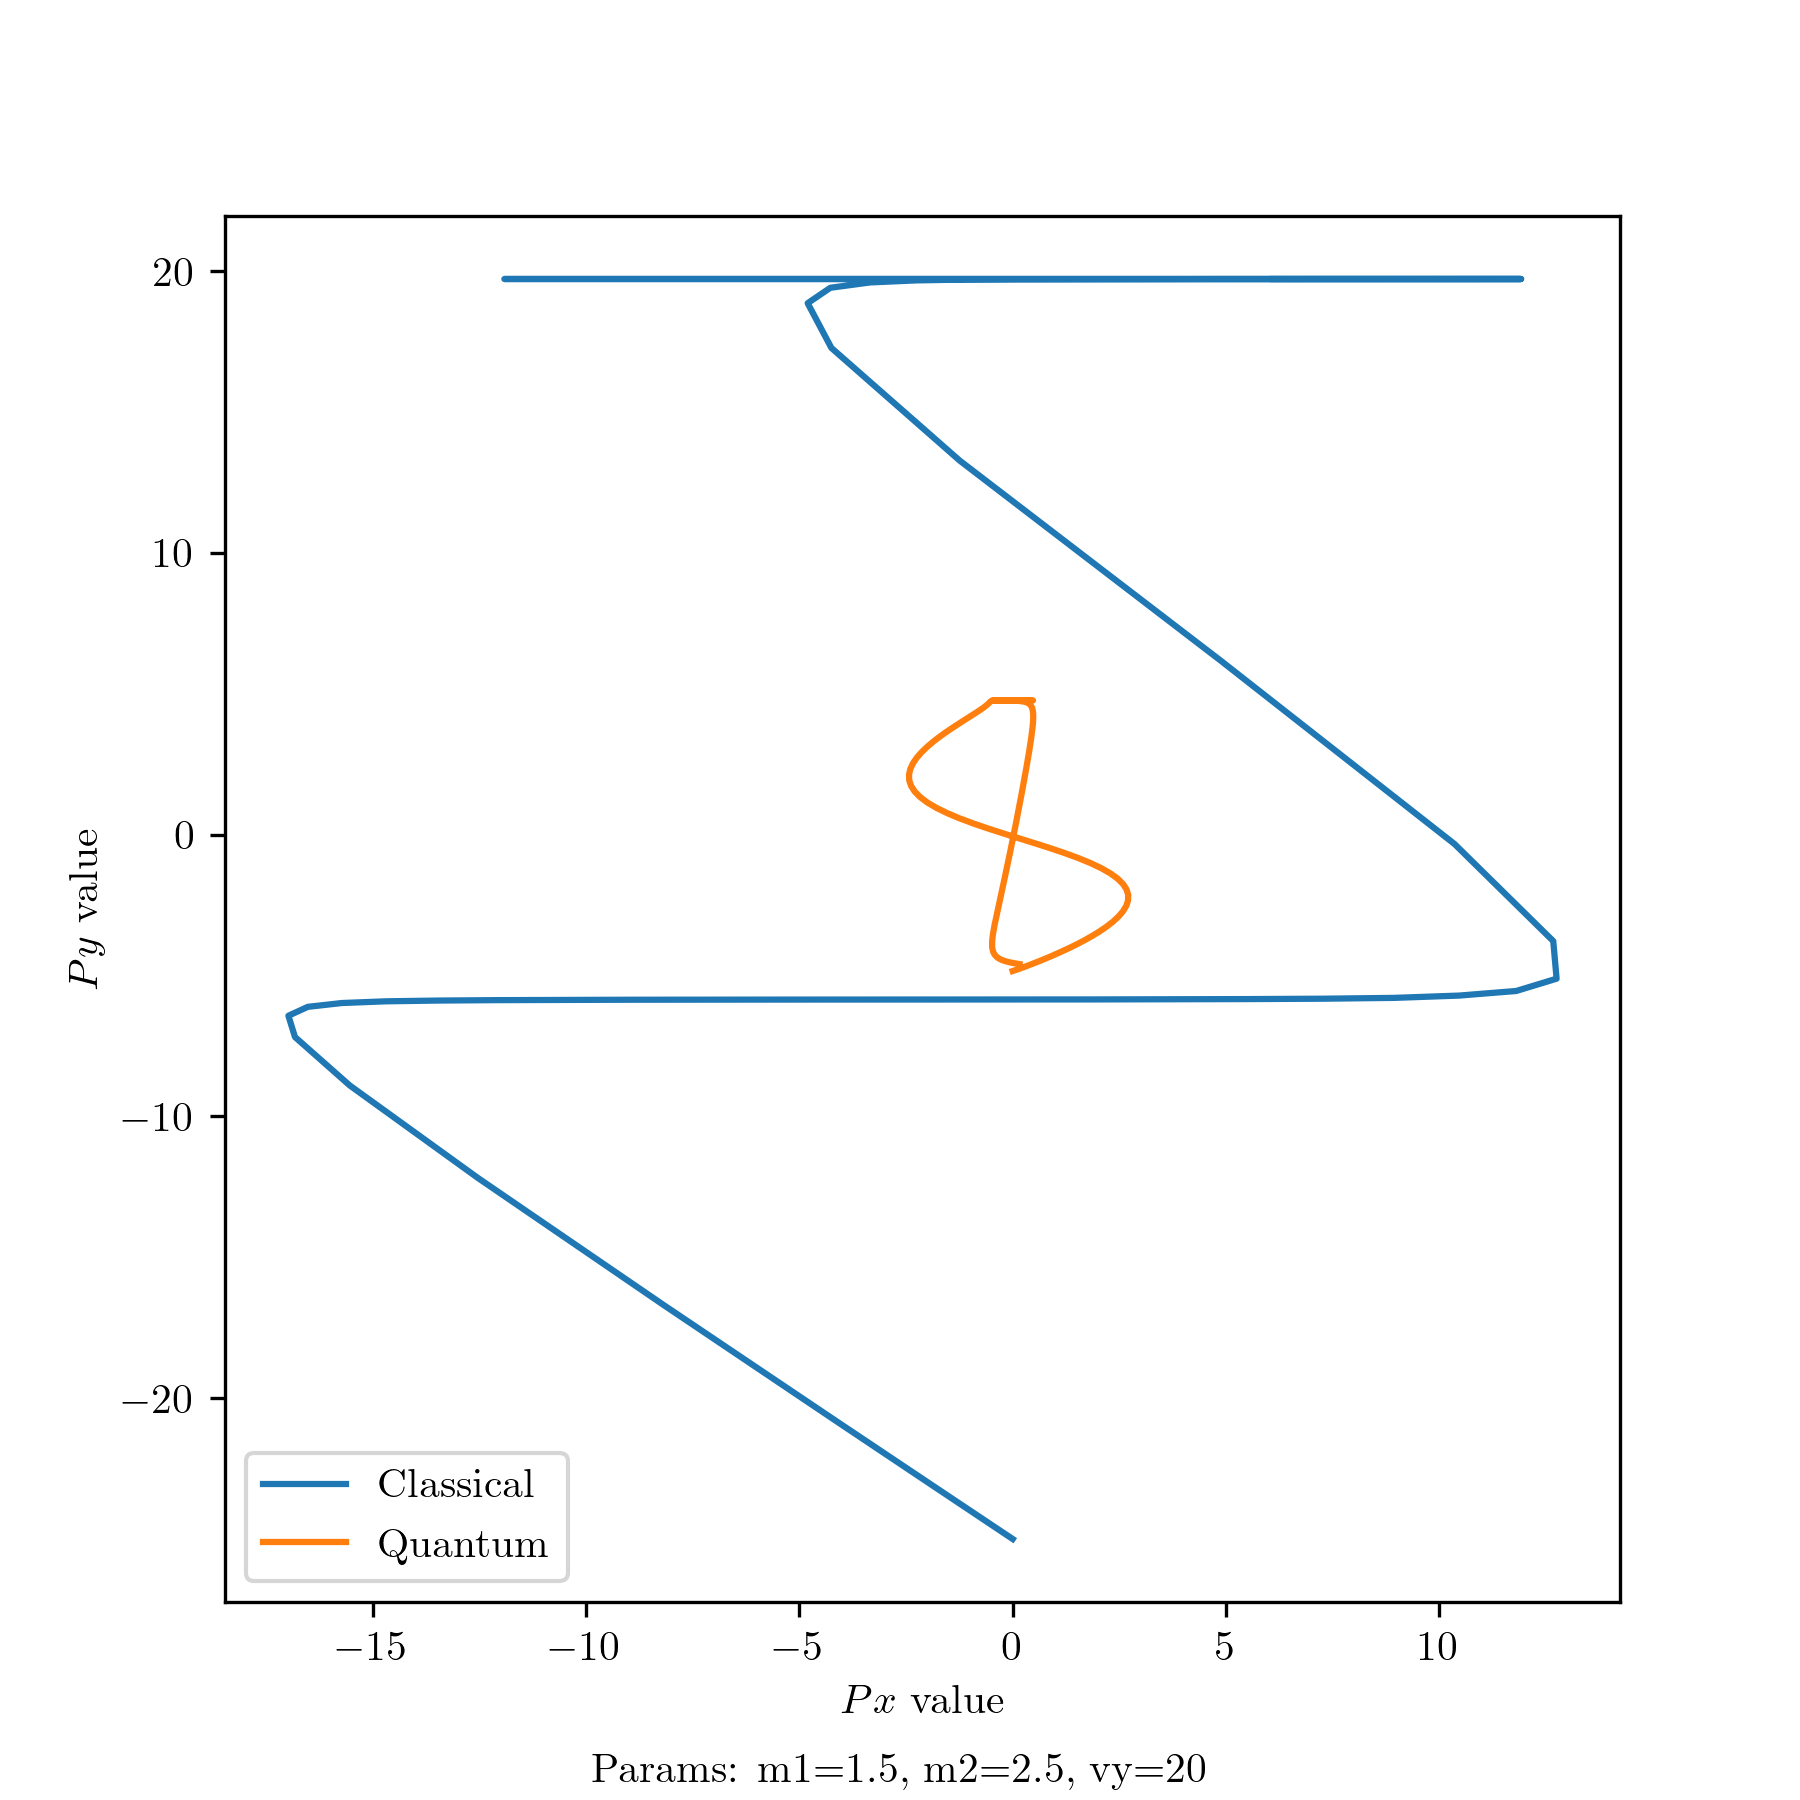 20
10
0
−10
−20
Py value
Classical
Quantum
−15 −10 −5 0 5 10
Px value
Params: m1=1.5, m2=2.5, vy=20